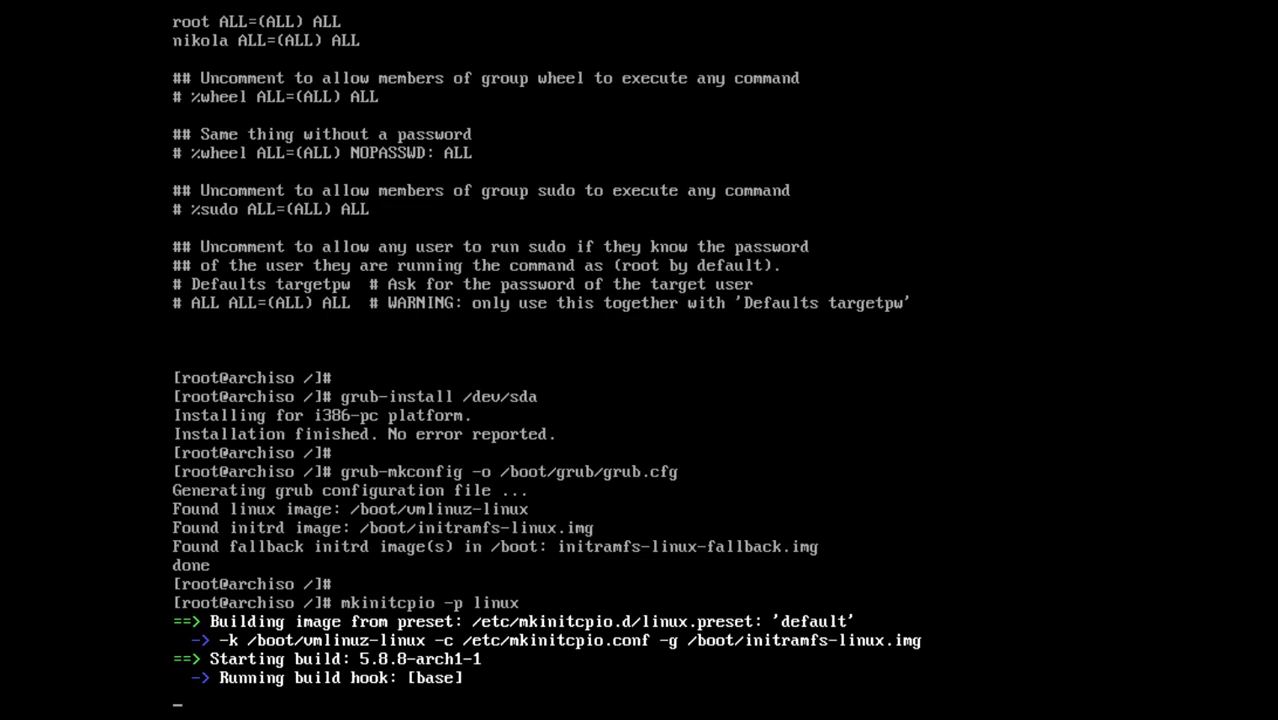 root ALL=(ALL) ALL
nikola ALL=(ALL) ALL
## Uncomment to allow members of group wheel to execute any command
# %wheel ALL=(ALL) ALL
## Same thing without a password
# %wheel ALL=(ALL) NOPASSWD: ALL
## Uncomment to allow members of group sudo to execute any command
# %sudo ALL=(ALL) ALL
## Uncomment to allow any user to run sudo if they know the password
## of the user they are running the command as (root by default).
# Defaults targetpw  # Ask for the password of the target user
# ALL ALL=(ALL) ALL  # WARNING: only use this together with 'Defaults targetpw'
[root@archiso /]#
[root@archiso /]# grub-install /dev/sda
Installing for i386-pc platform.
Installation finished. No error reported.
[root@archiso /]#
[root@archiso /]# grub-mkconfig -o /boot/grub/grub.cfg
Generating grub configuration file ...
Found linux image: /boot/vmlinuz-linux
Found initrd image: /boot/initramfs-linux.img
Found fallback initrd image(s) in /boot: initramfs-linux-fallback.img
done
[root@archiso /]#
[root@archiso /]# mkinitcpio -p linux
==> Building image from preset: /etc/mkinitcpio.d/linux.preset: 'default'
-> -k /boot/vmlinuz-linux -c /etc/mkinitcpio.conf -g /boot/initramfs-linux.img
==> Starting build: 5.8.8-arch1-1
-> Running build hook: [base]
_